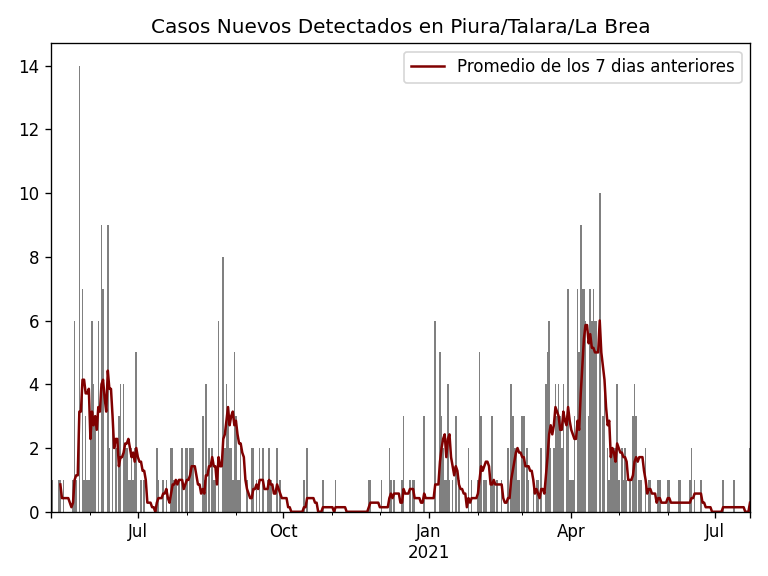 Casos Nuevos Detectados en Piura/Talara/La Brea
Promedio de los 7 dias anteriores
14
12
10
8
6
4
2
0
Jul
Oct
Jan
2021
Apr
Jul